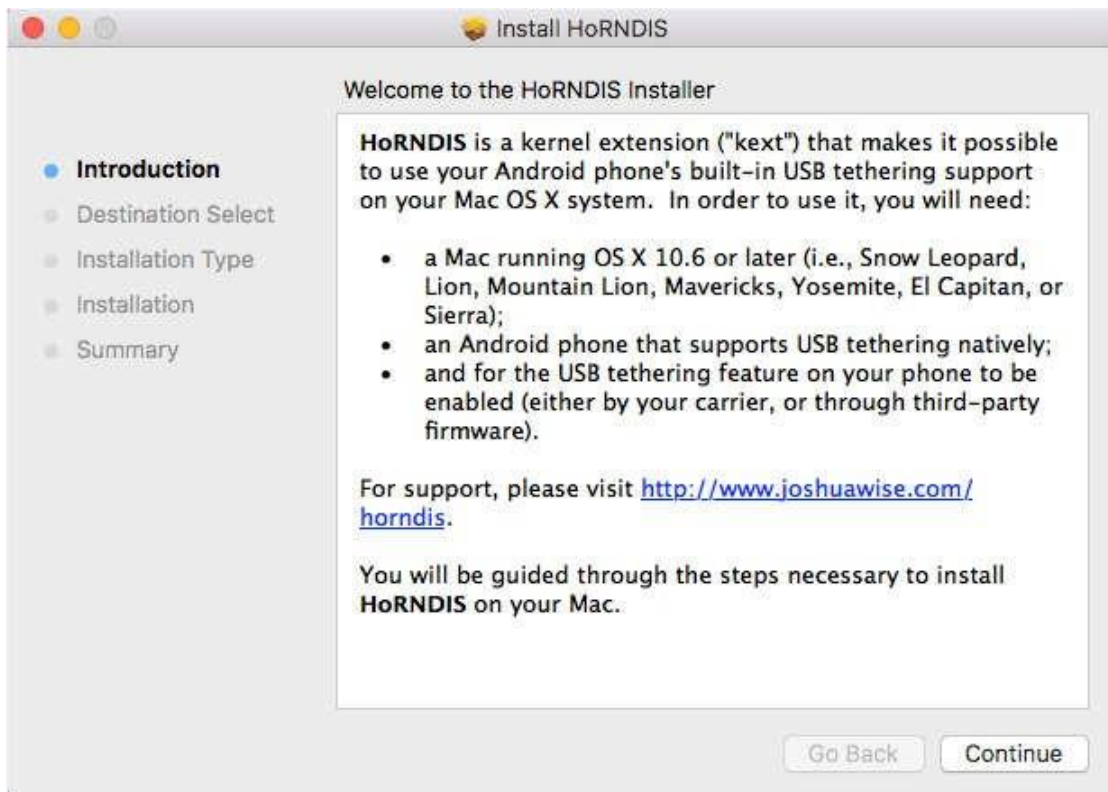 Install HoRNDIS
Welcome to the HoRNDIS Installer
Introduction
Destination Select
Installation Type
Installation
Summary
HoRNDIS is a kernel extension ("kext") that makes it possible
to use your Android phone's built-in USB tethering support
on your Mac OS X system.  In order to use it, you will need:
• a Mac running OS X 10.6 or later (i.e., Snow Leopard,
Lion, Mountain Lion, Mavericks, Yosemite, El Capitan, or
Sierra);
• an Android phone that supports USB tethering natively;
• and for the USB tethering feature on your phone to be
enabled (either by your carrier, or through third-party
firmware).
For support, please visit http://www.joshuawise.com/
horndis.
You will be guided through the steps necessary to install
HoRNDIS on your Mac.
Go Back
Continue